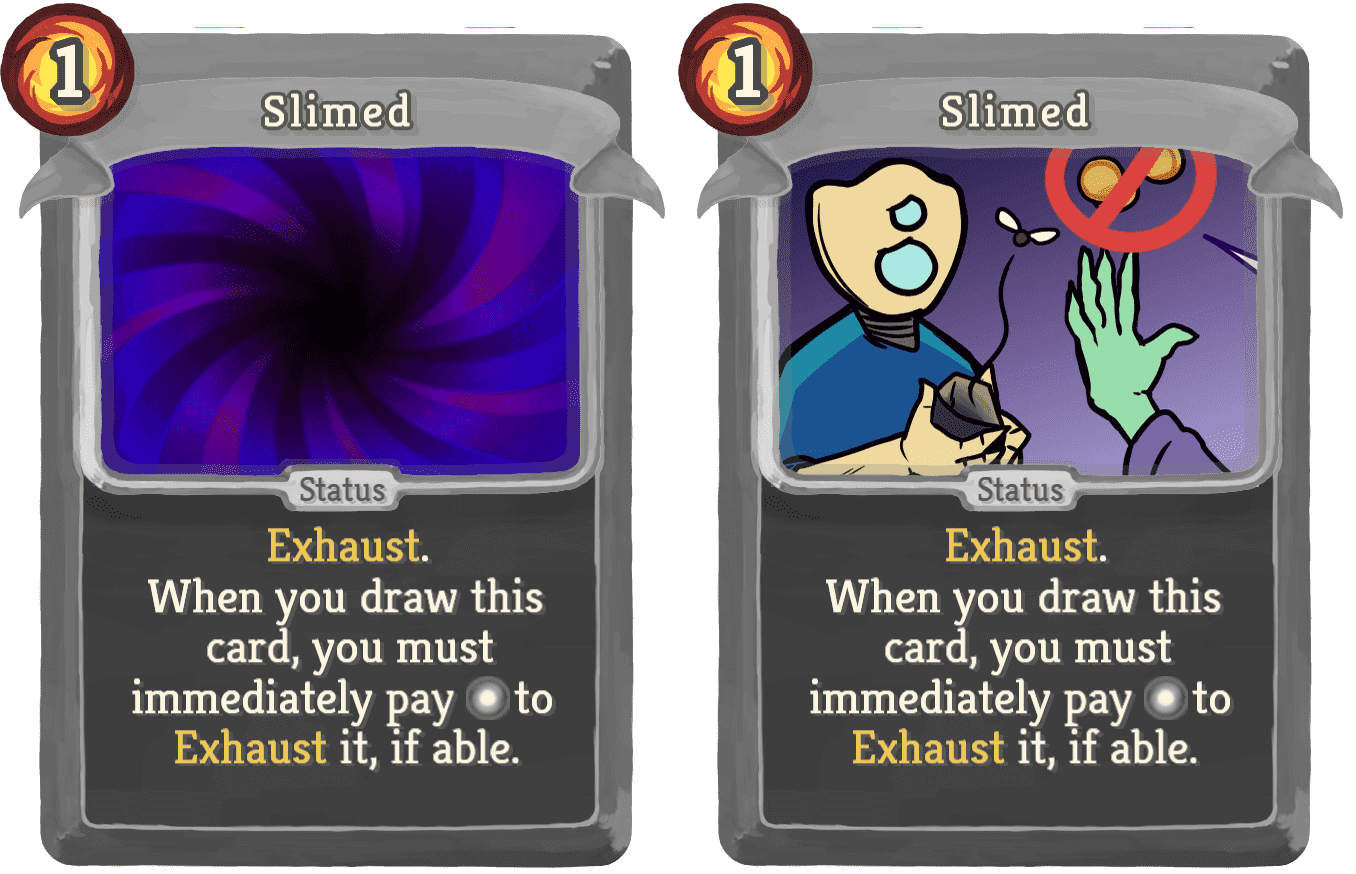 1
Slimed
Status
Exhaust.
When you draw this
card, you must
immediately pay to
Exhaust it, if able.
1
Slimed
Status
Exhaust.
When you draw this
card, you must
immediately pay to
Exhaust it, if able.